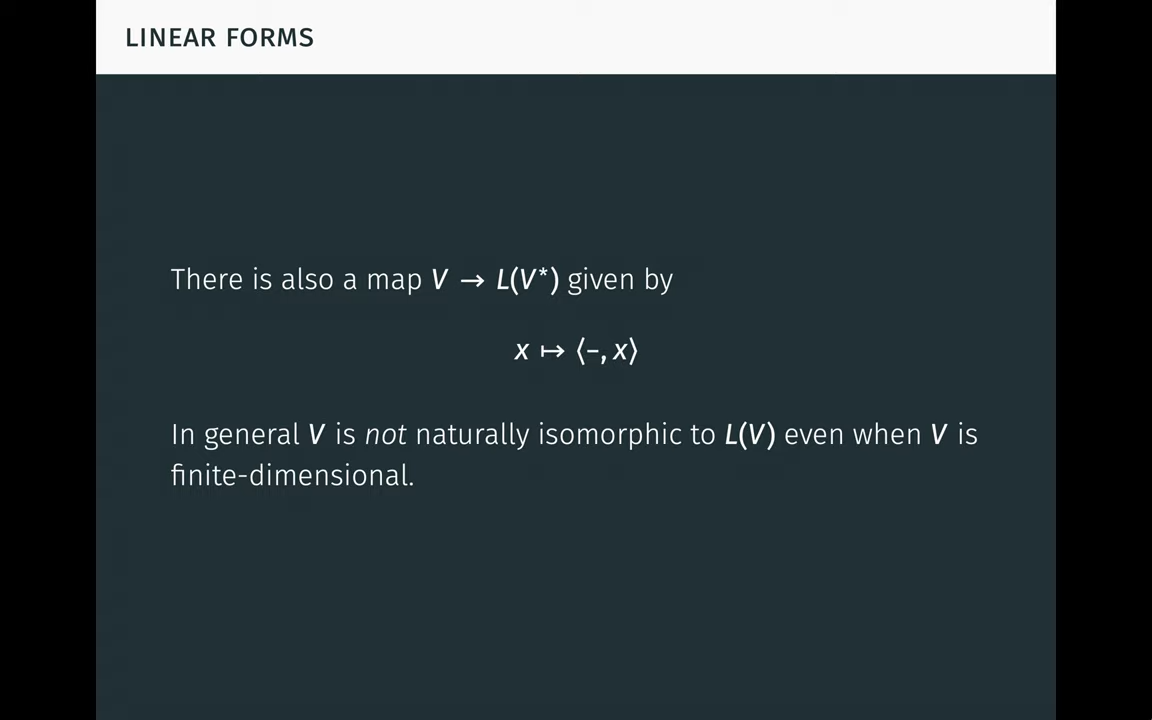 LINEAR FORMS
There is also a map V → L(V*) given by
x ↦ ⟨−, x⟩
In general V is not naturally isomorphic to L(V) even when V is
finite-dimensional.